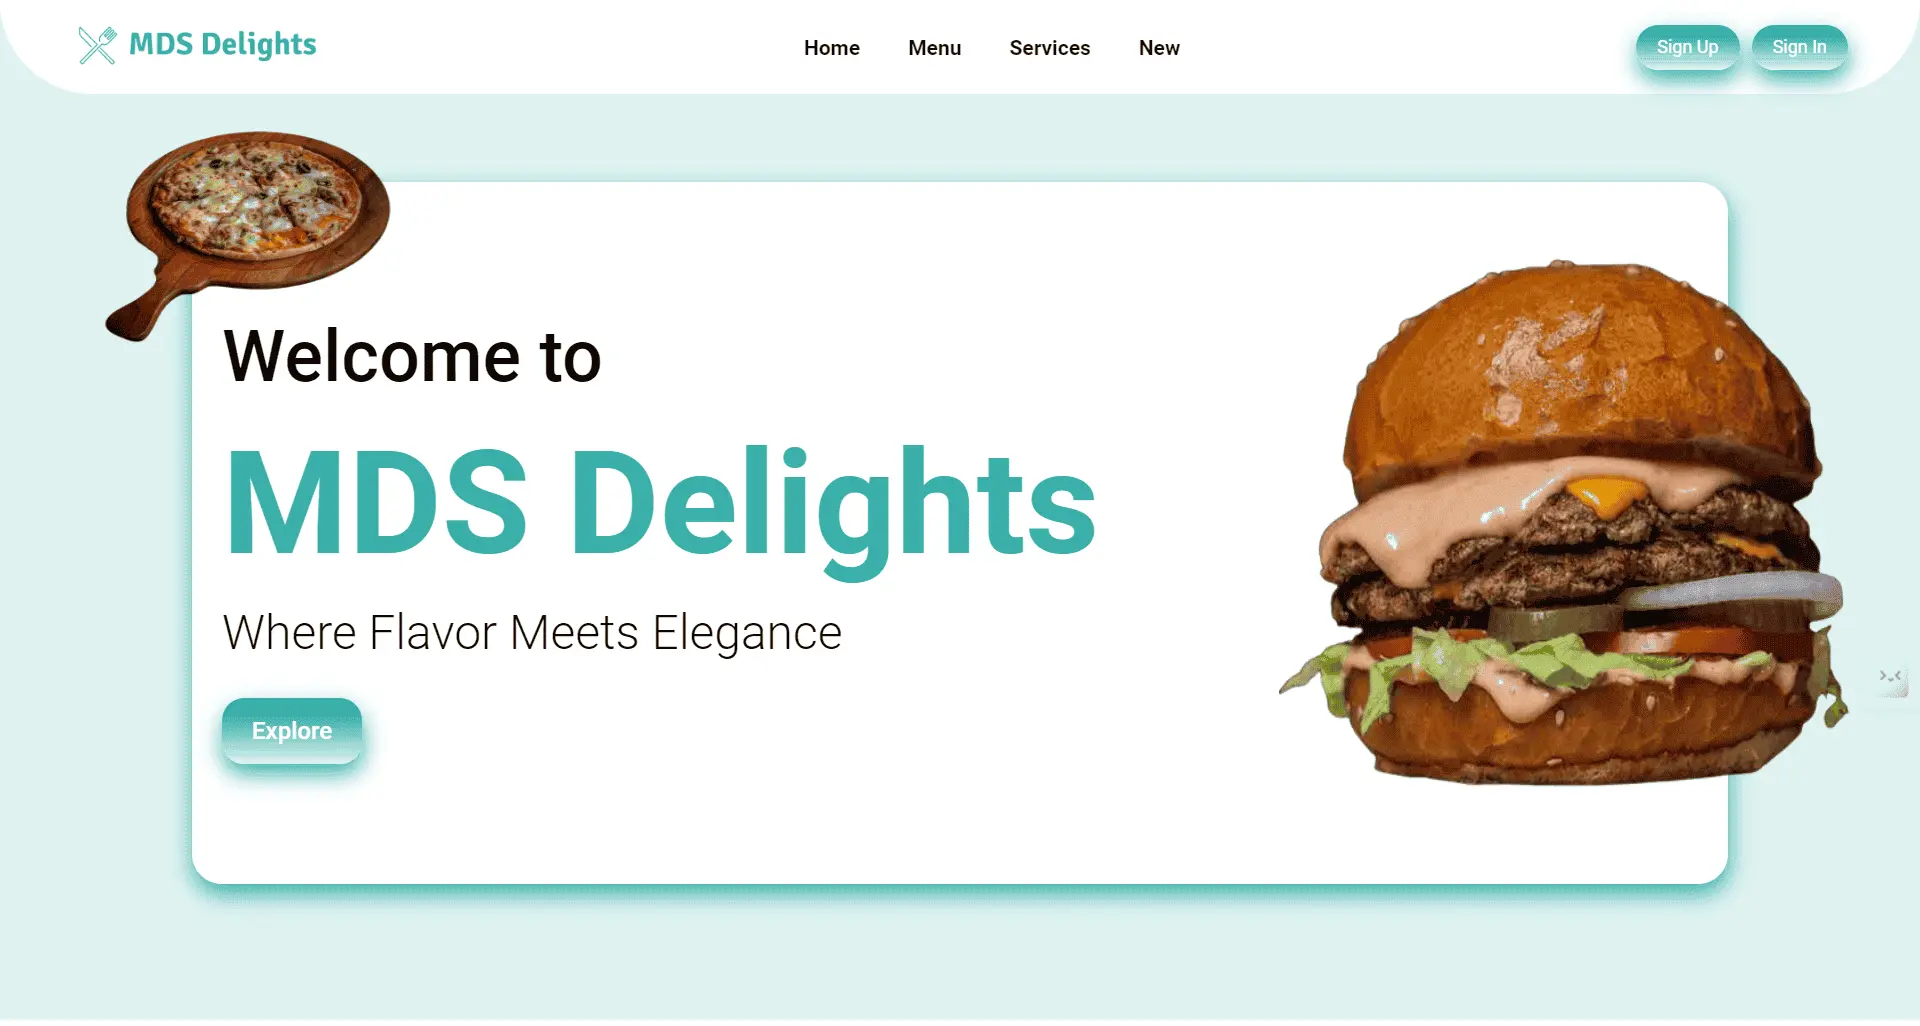 MDS Delights
Home Menu Services New
Sign Up Sign In
Welcome to
MDS Delights
Where Flavor Meets Elegance
Explore